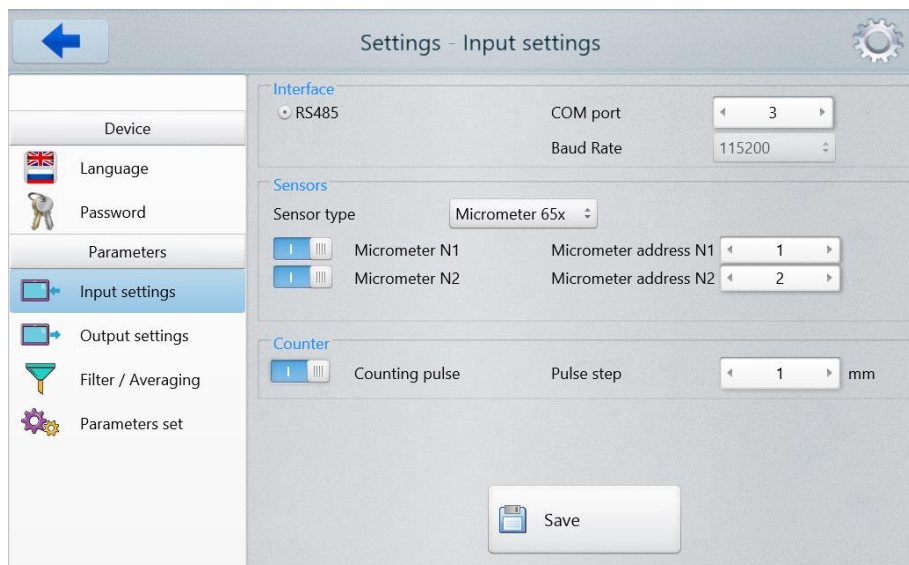 Settings - Input settings
Device
Language
Password
Parameters
Input settings
Output settings
Filter / Averaging
Parameters set
Interface
RS485
COM port 3
Baud Rate 115200
Sensors
Sensor type Micrometer 65x
Micrometer N1 Micrometer address N1 1
Micrometer N2 Micrometer address N2 2
Counter
Counting pulse Pulse step 1 mm
Save